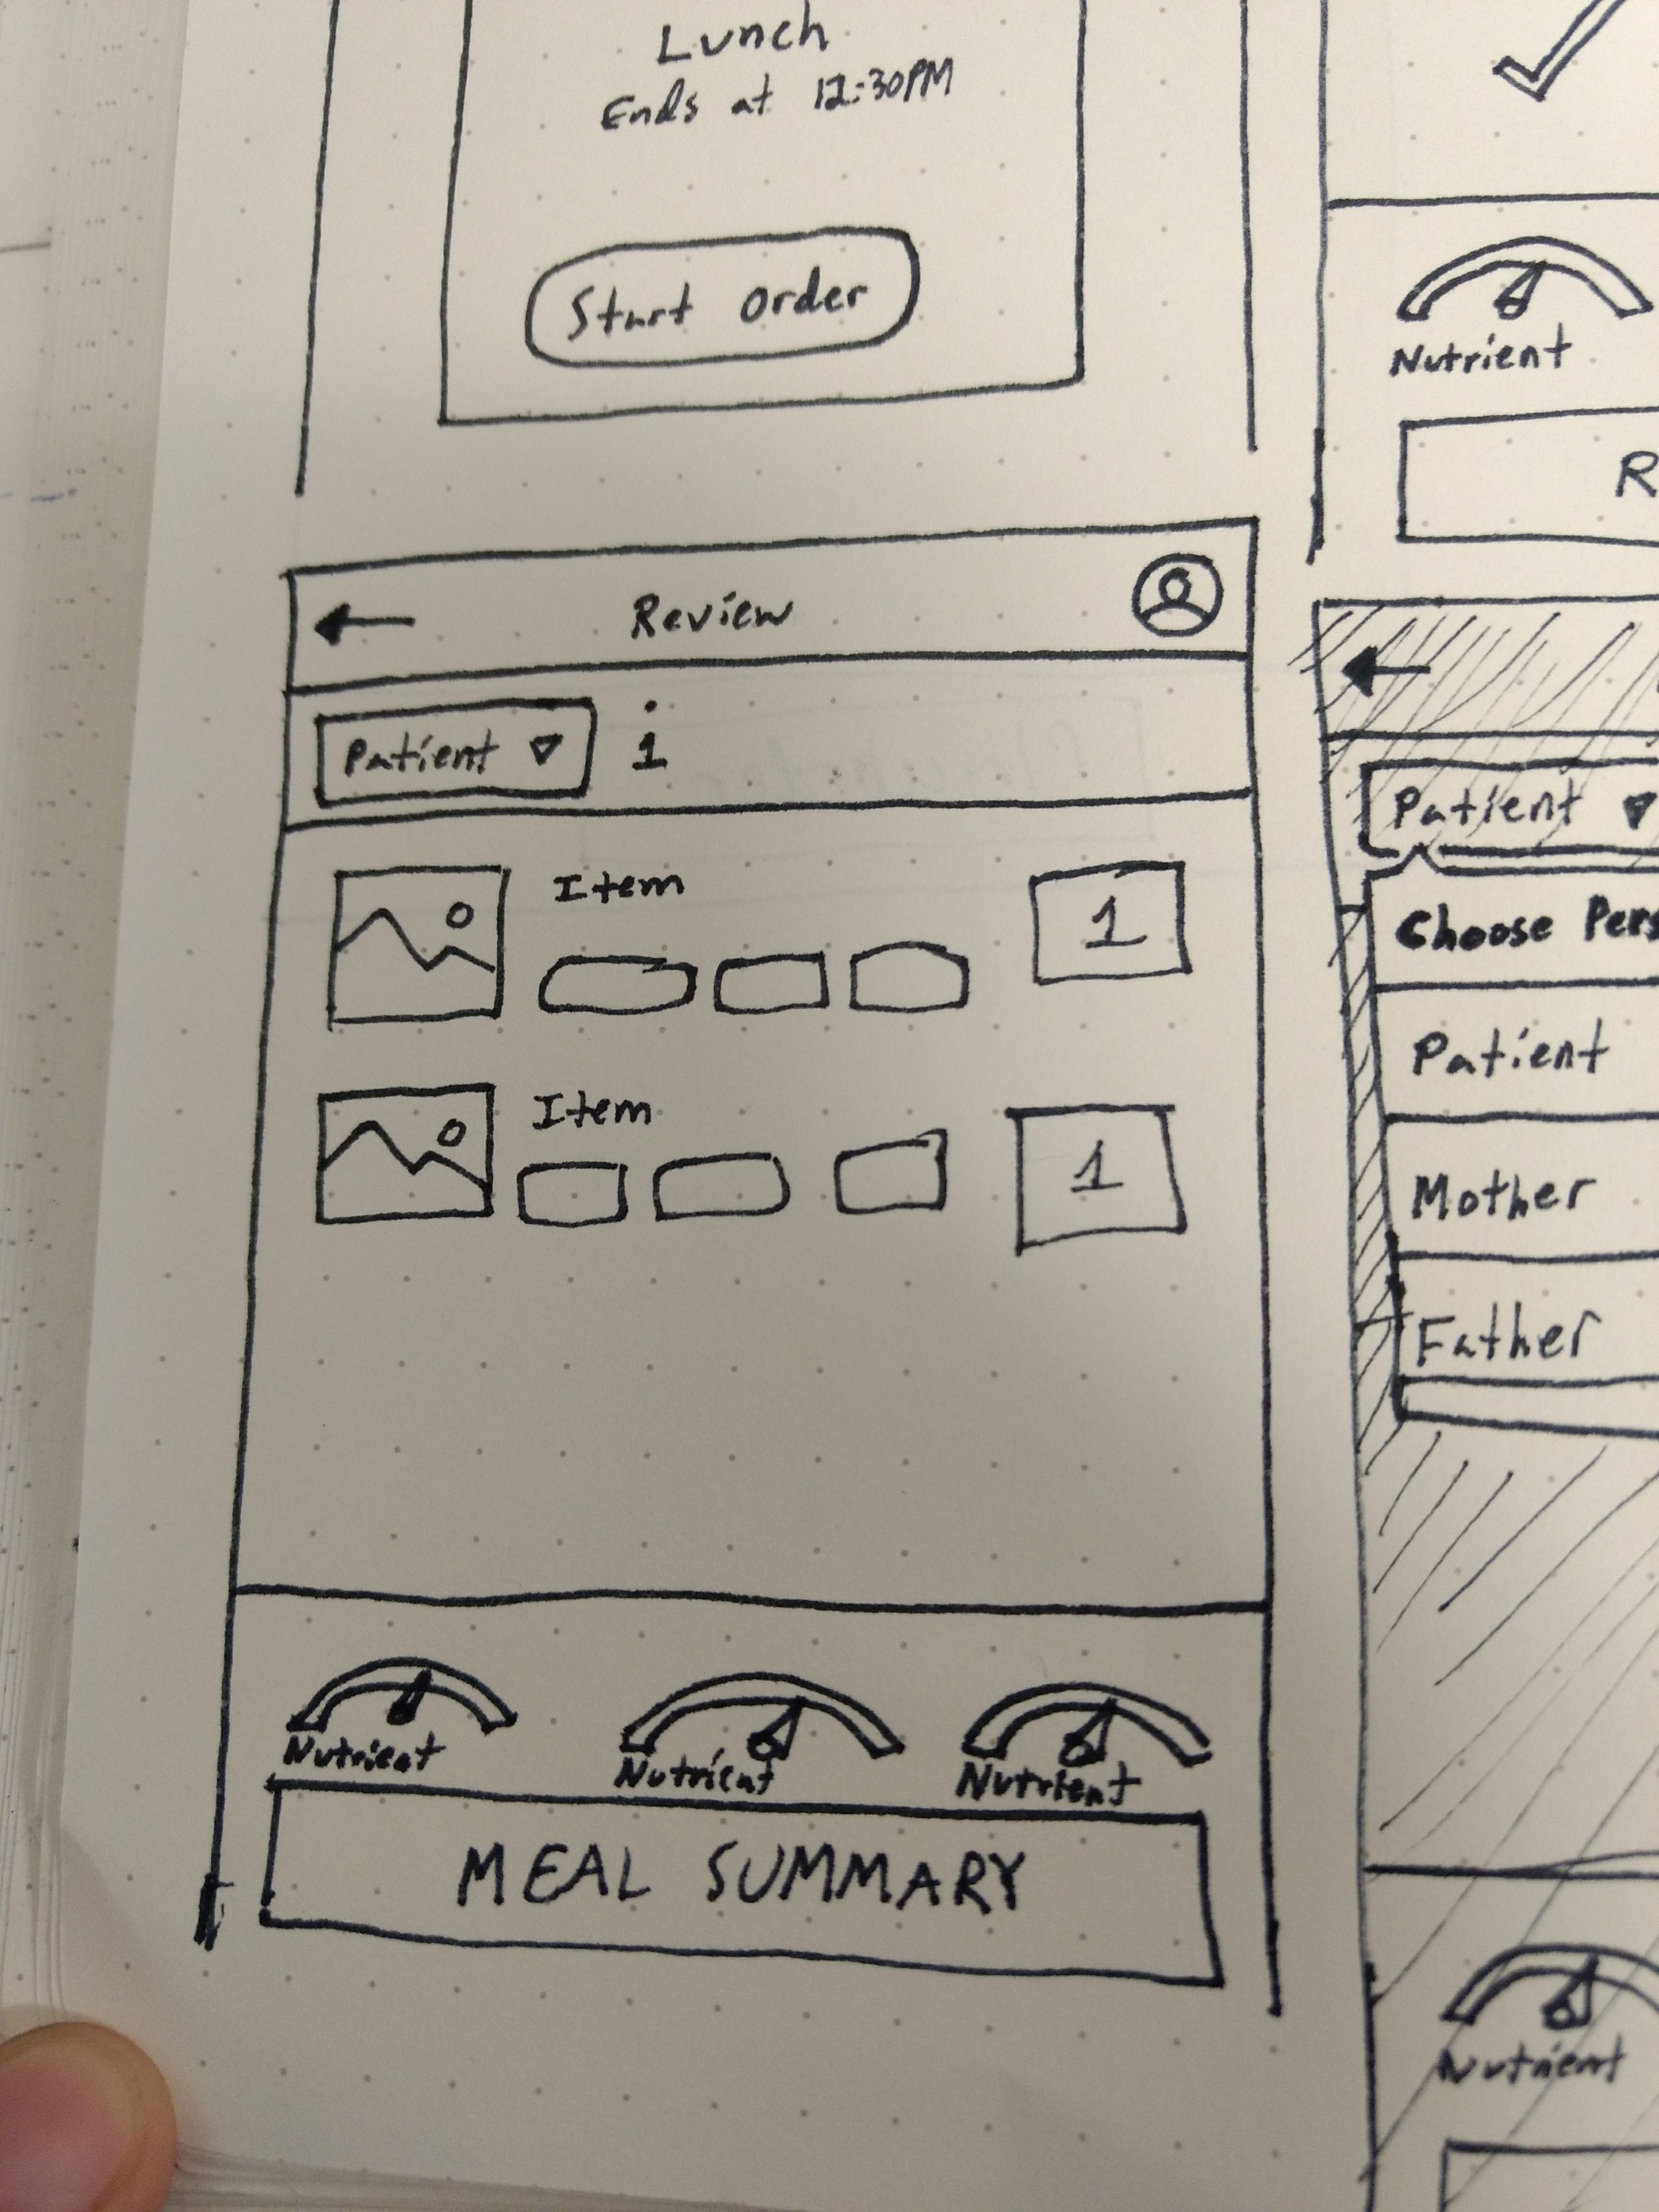 Lunch
Ends at 12:30PM
Start Order
Review
Patient
i
Item
1
Item
1
Nutrient
Nutrient
Nutrient
MEAL SUMMARY
Nutrient
R
Patient
Choose Pers
Patient
Mother
Father
Nutrient